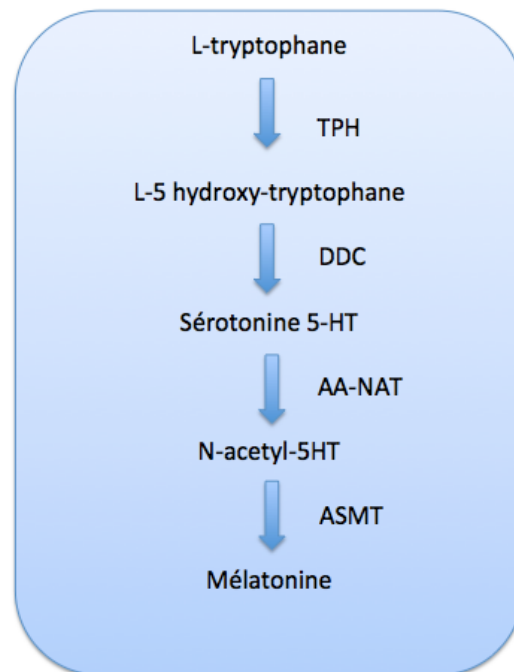 L-tryptophane
TPH
L-5 hydroxy-tryptophane
DDC
Sérotonine 5-HT
AA-NAT
N-acetyl-5HT
ASMT
Mélatonine